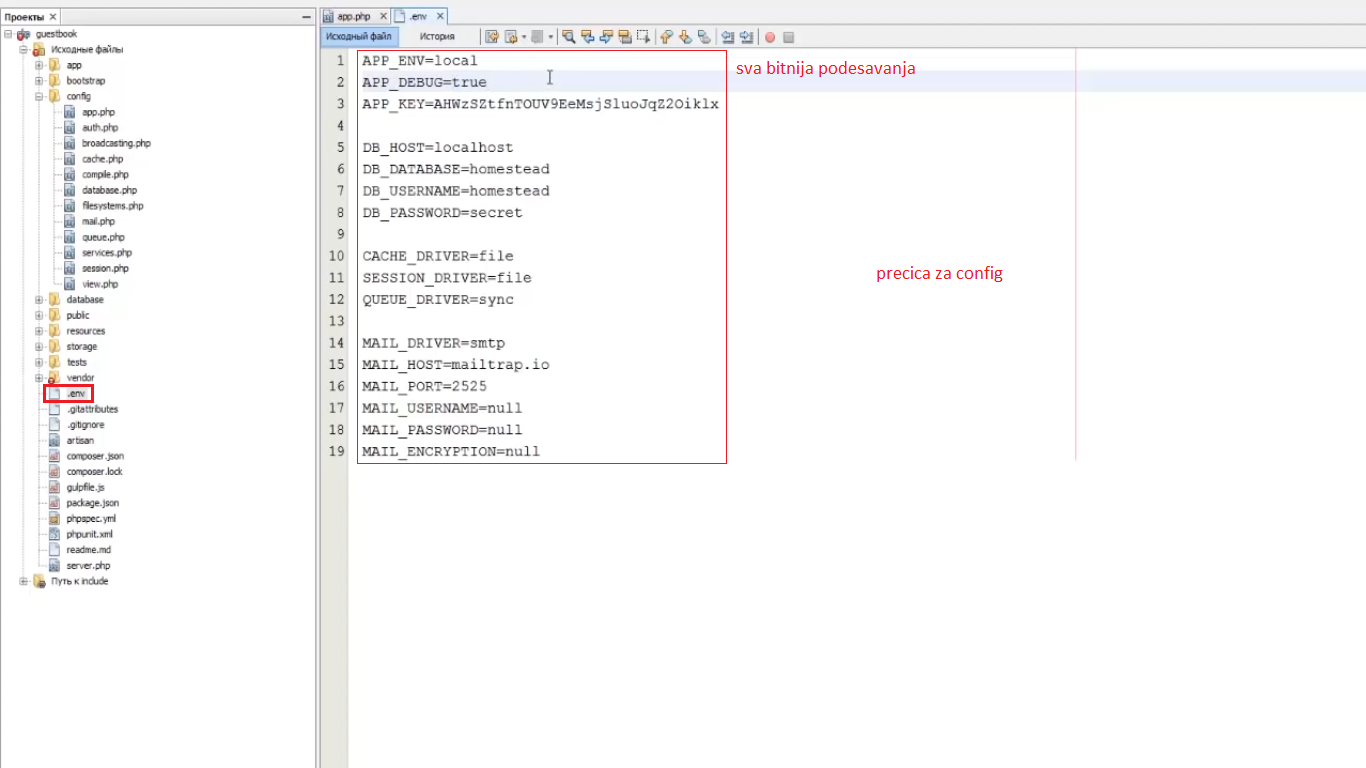 Проекты
guestbook
Исходные файлы
app
bootstrap
config
app.php
auth.php
broadcasting.php
cache.php
compile.php
database.php
filesystems.php
mail.php
queue.php
services.php
session.php
view.php
database
public
resources
storage
tests
vendor
.env
.gitattributes
.gitignore
artisan
composer.json
composer.lock
gulpfile.js
package.json
phpspec.yml
phpunit.xml
readme.md
server.php
Путь к include
app.php .env
Исходный файл История
1 APP_ENV=local
sva bitnija podesavanja
2 APP_DEBUG=true
3 APP_KEY=AHWzSZtfnTOUV9EeMsjSluoJqZ2Oiklx
4
5 DB_HOST=localhost
6 DB_DATABASE=homestead
7 DB_USERNAME=homestead
8 DB_PASSWORD=secret
9
10 CACHE_DRIVER=file
precica za config
11 SESSION_DRIVER=file
12 QUEUE_DRIVER=sync
13
14 MAIL_DRIVER=smtp
15 MAIL_HOST=mailtrap.io
16 MAIL_PORT=2525
17 MAIL_USERNAME=null
18 MAIL_PASSWORD=null
19 MAIL_ENCRYPTION=null